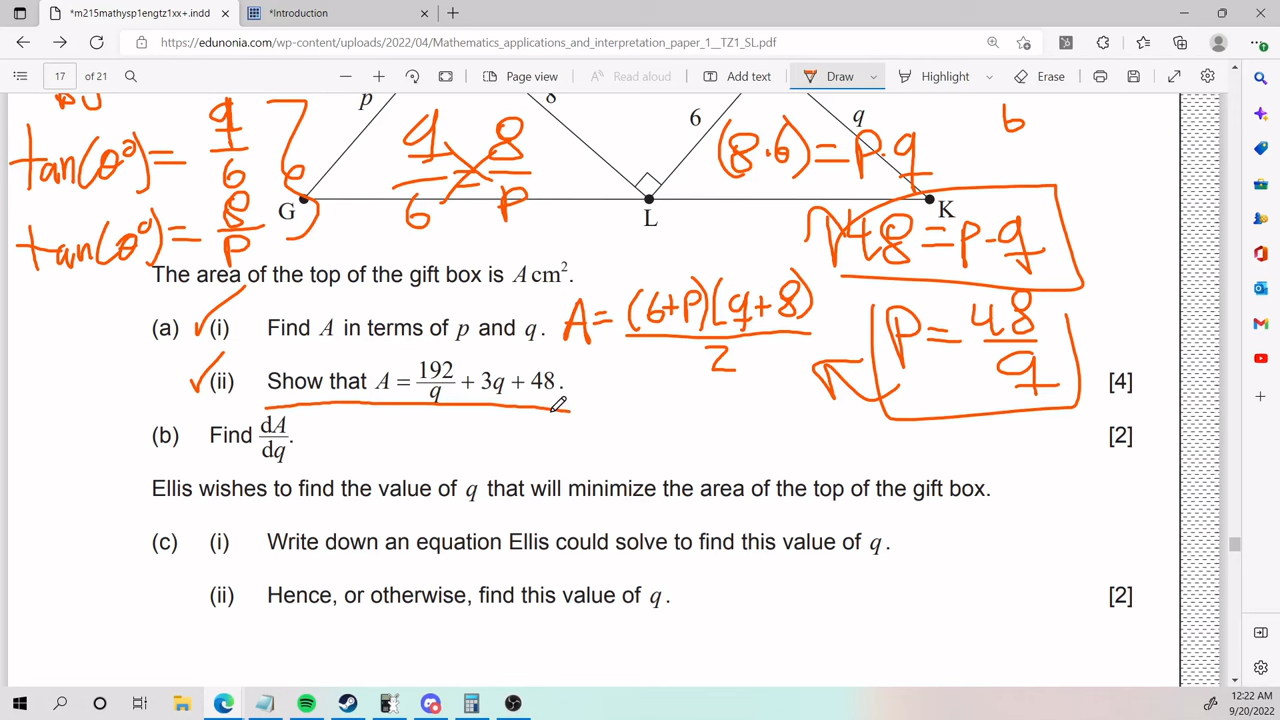 *m215mathysp1engtz1xx+.indd
*Introduction
https://edunonia.com/wp-content/uploads/2022/04/Mathematics_applications_and_interpretation_paper_1__TZ1_SL.pdf
17 of 21
Page view
Read aloud
Add text
Draw
Highlight
Erase
p 8 6 q 6
tan(θ°) = q/6
tan(θ°) = 8/p
q/6 8/p
(8·6) = p·q
G L K
48 = p·q
The area of the top of the gift box is A cm².
(a) (i) Find A in terms of p and q.
A = (6+p)(q+8)/2
p = 48/q
(ii) Show that A = 192/q + 3q + 48. [4]
(b) Find dA/dq. [2]
Ellis wishes to find the value of q that will minimize the area of the top of the gift box.
(c) (i) Write down an equation Ellis could solve to find this value of q.
(ii) Hence, or otherwise, find this value of q. [2]
12:22 AM
9/20/2022